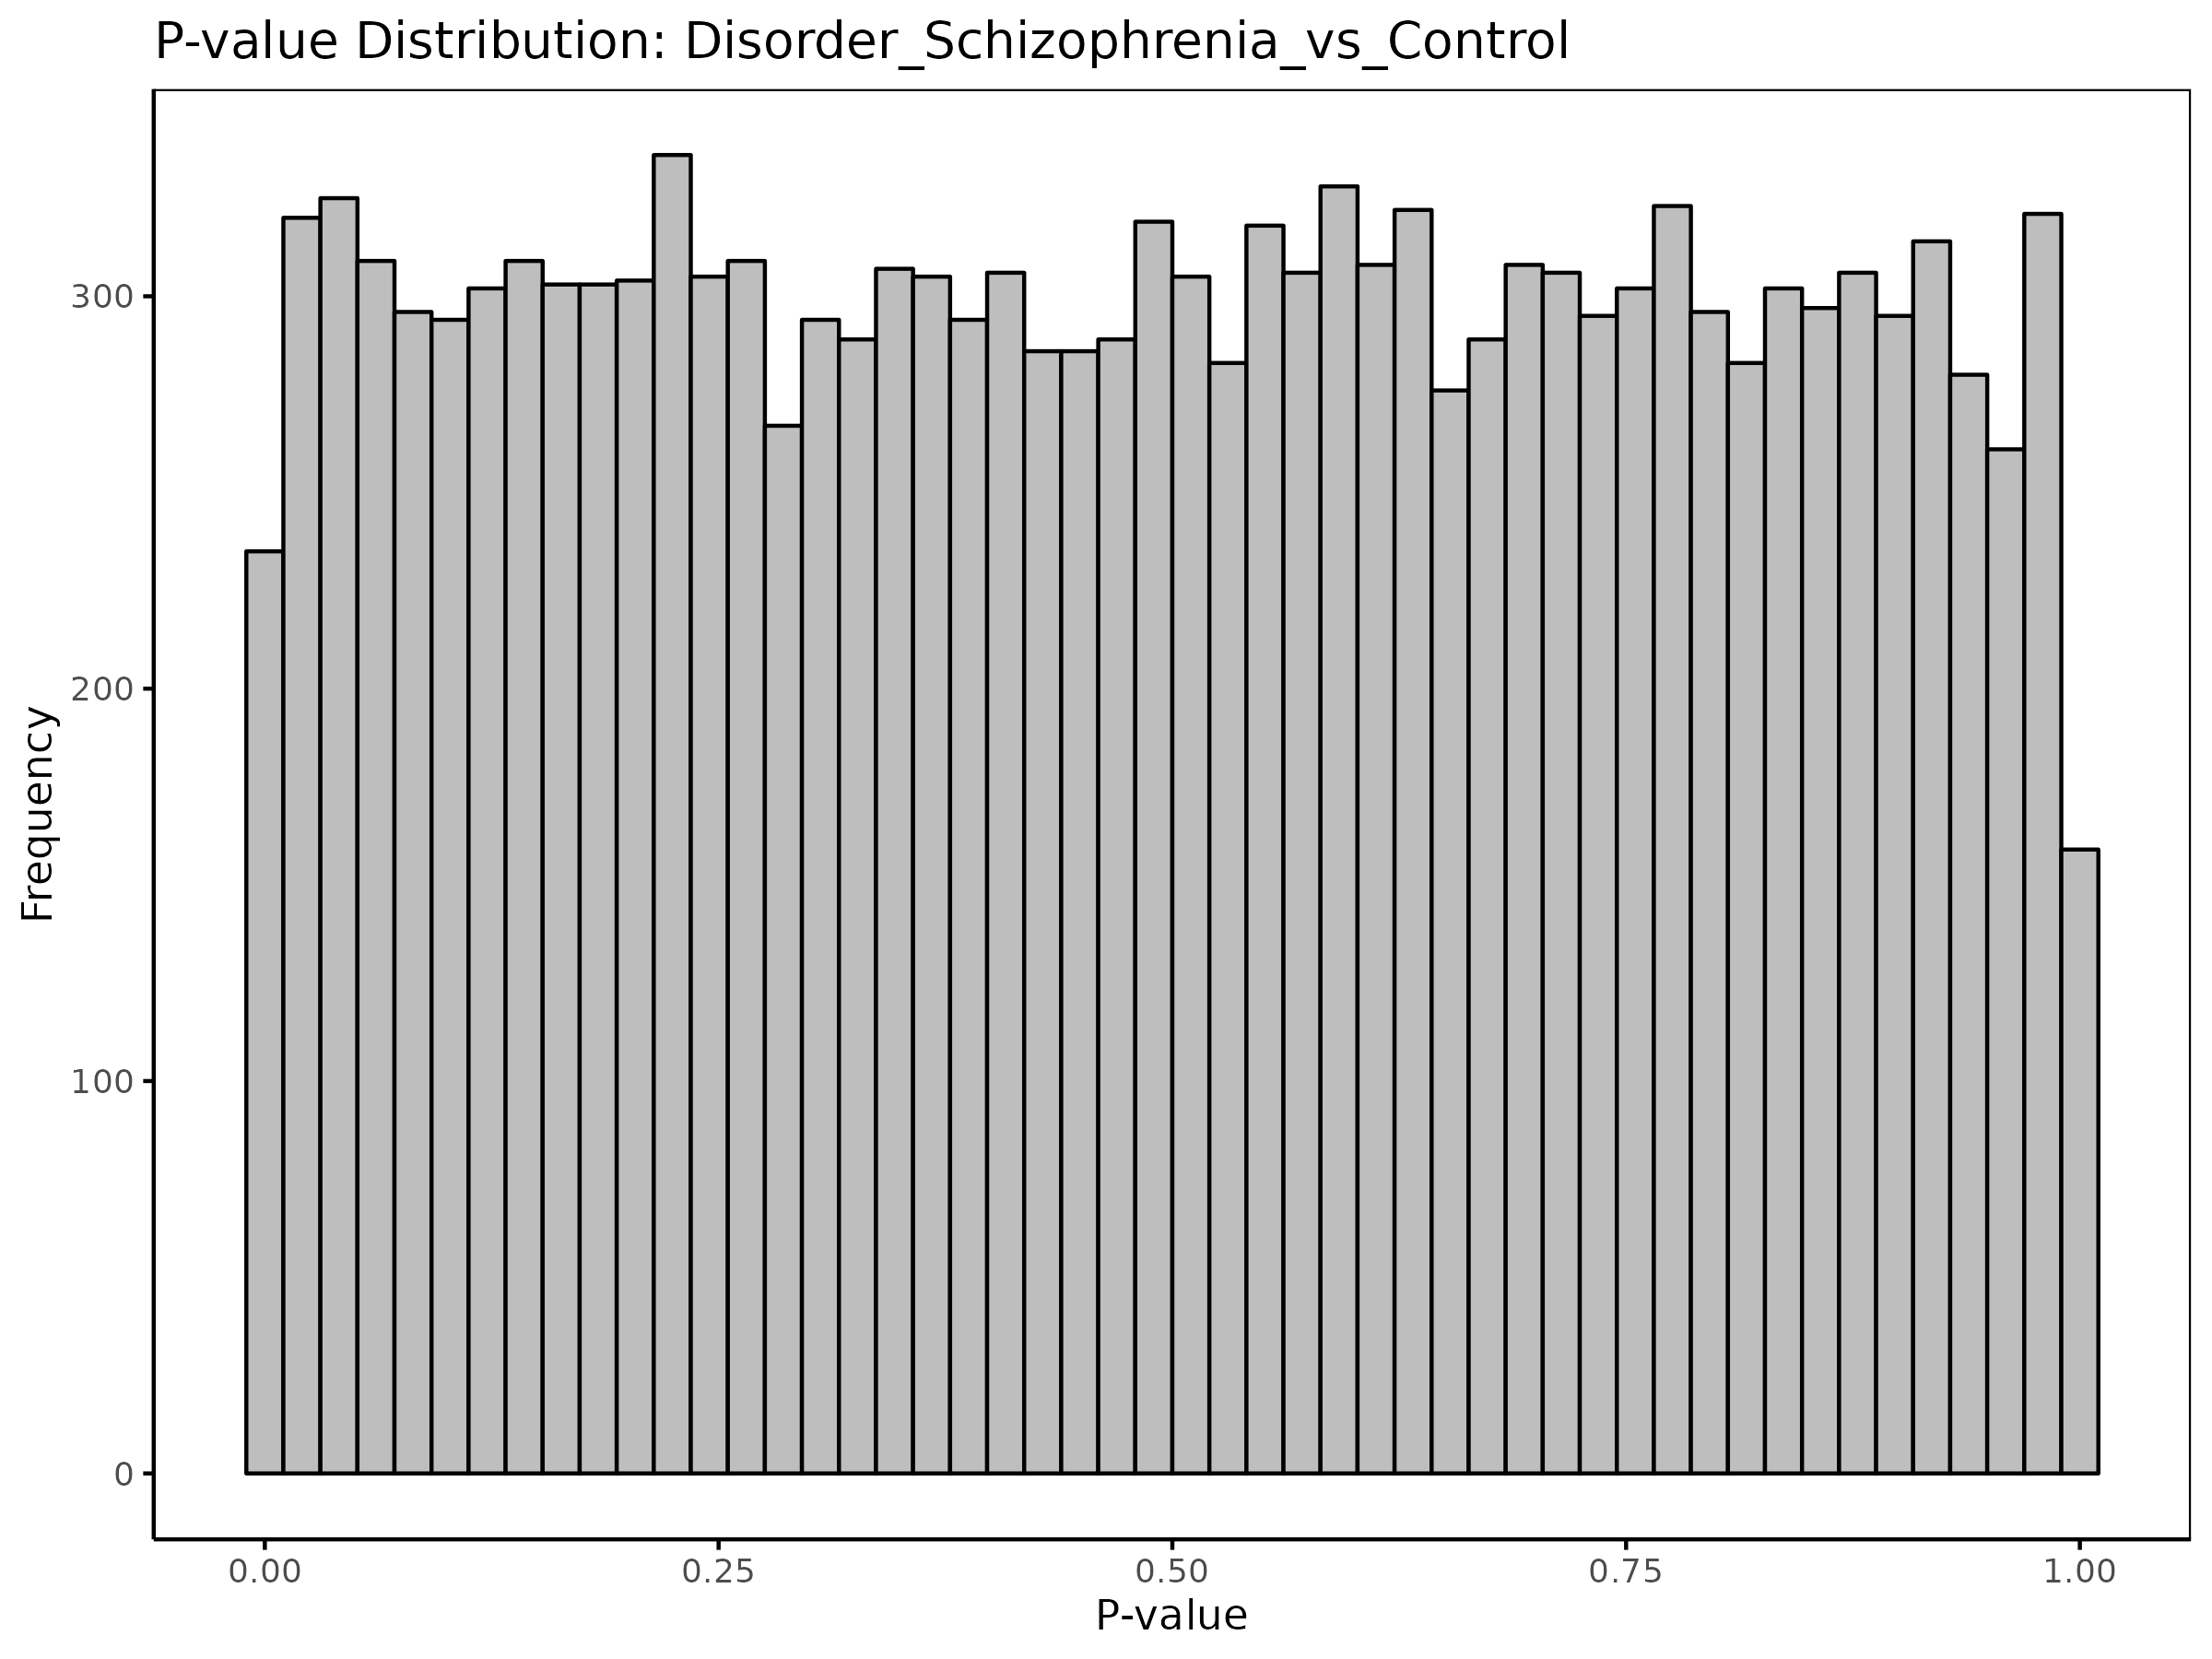 P-value Distribution: Disorder_Schizophrenia_vs_Control
Frequency
300
200
100
0
0.00 0.25 0.50 0.75 1.00
P-value